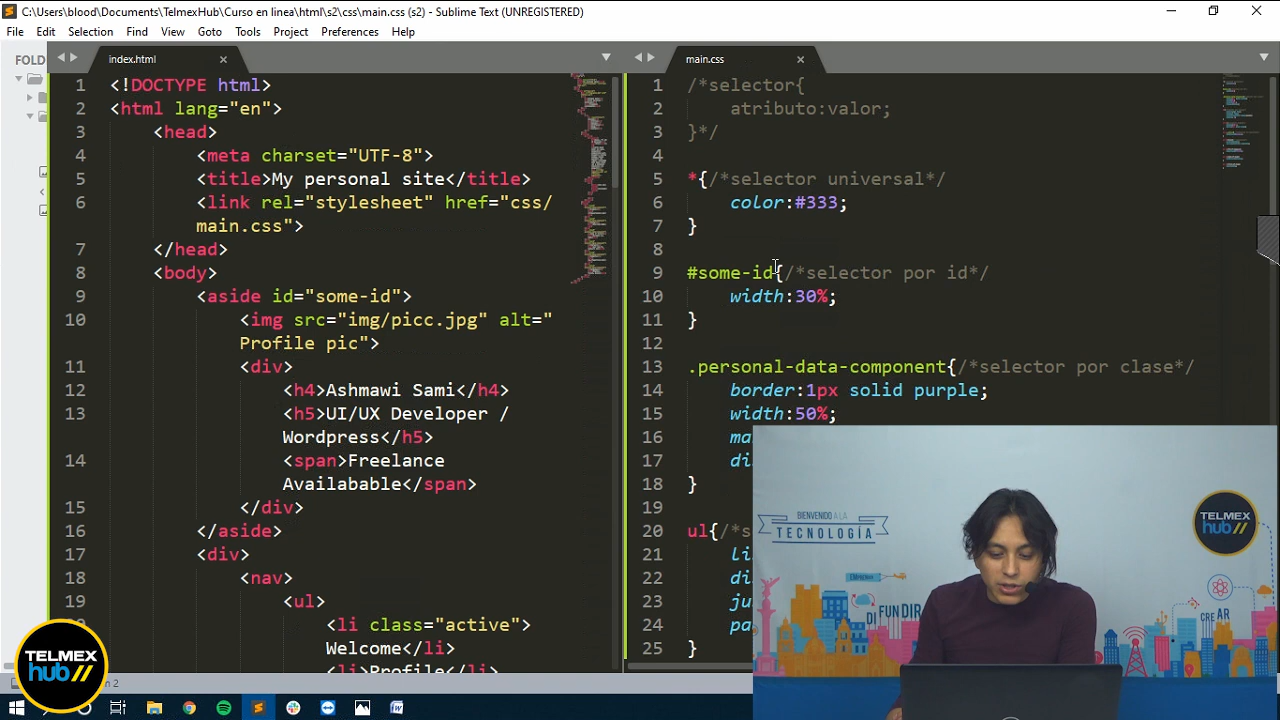 C:\Users\blood\Documents\TelmexHub\Curso en linea\html\s2\css\main.css (s2) - Sublime Text (UNREGISTERED)
File Edit Selection Find View Goto Tools Project Preferences Help
FOLD
index.html
1 <!DOCTYPE html>
2 <html lang="en">
3 <head>
4 <meta charset="UTF-8">
5 <title>My personal site</title>
6 <link rel="stylesheet" href="css/
main.css">
7 </head>
8 <body>
9 <aside id="some-id">
10 <img src="img/picc.jpg" alt="
Profile pic">
11 <div>
12 <h4>Ashmawi Sami</h4>
13 <h5>UI/UX Developer /
Wordpress</h5>
14 <span>Freelance
Availabable</span>
15 </div>
16 </aside>
17 <div>
18 <nav>
19 <ul>
<li class="active">
Welcome</li>
<li>Profile</li>
main.css
1 /*selector{
2 atributo:valor;
3 }*/
4
5 *{/*selector universal*/
6 color:#333;
7 }
8
9 #some-id{/*selector por id*/
10 width:30%;
11 }
12
13 .personal-data-component{/*selector por clase*/
14 border:1px solid purple;
15 width:50%;
16 ma
17 di
18 }
19
20 ul{/*s
21 li
22 di
23 ju
24 pa
25 }
BIENVENIDO A LA
TECNOLOGÍA
TELMEX
hub
DIFUNDIR
CREAR
TELMEX
hub